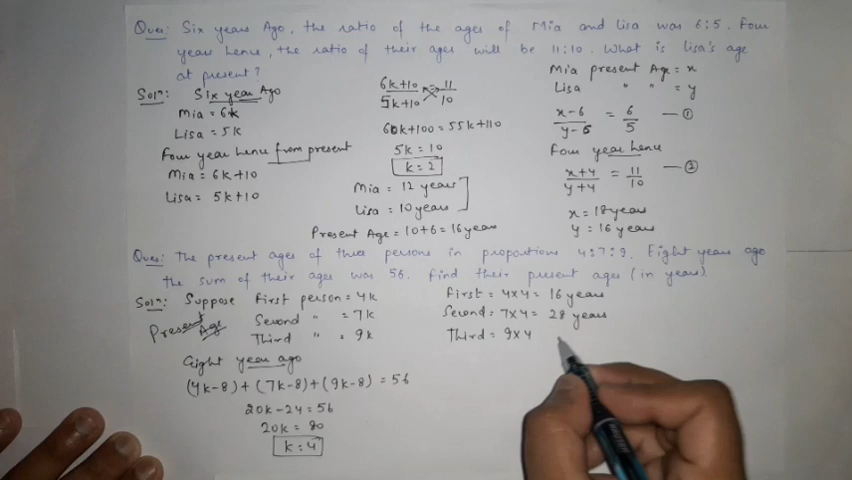 Ques: Six years Ago, the ratio of the ages of Mia and Lisa was 6:5. Four
year hence, the ratio of their ages will be 11:10. What is Lisa's age
at present?
Soln: Six year Ago
Mia = 6k
Lisa = 5k
Four year hence from present
Mia = 6k+10
Lisa = 5k+10
6k+10/5k+10 = 11/10
60k+100 = 55k+110
5k = 10
k = 2
Mia = 12 years
Lisa = 10 years
Present Age = 10+6 = 16 years
Mia present Age = x
Lisa " " = y
x-6/y-6 = 6/5 — ①
Four year hence
x+4/y+4 = 11/10 — ②
x = 18 years
y = 16 years
Ques: The present ages of three persons in proportions 4:7:9. Eight years ago
the sum of their ages was 56. Find their present ages (in years)
Soln: Suppose First person = 4k
Second " = 7k
Third " = 9k
Present Age
Eight year ago
(4k-8) + (7k-8) + (9k-8) = 56
20k-24 = 56
20k = 80
k = 4
First = 4x4 = 16 years
Second = 7x4 = 28 years
Third = 9x4